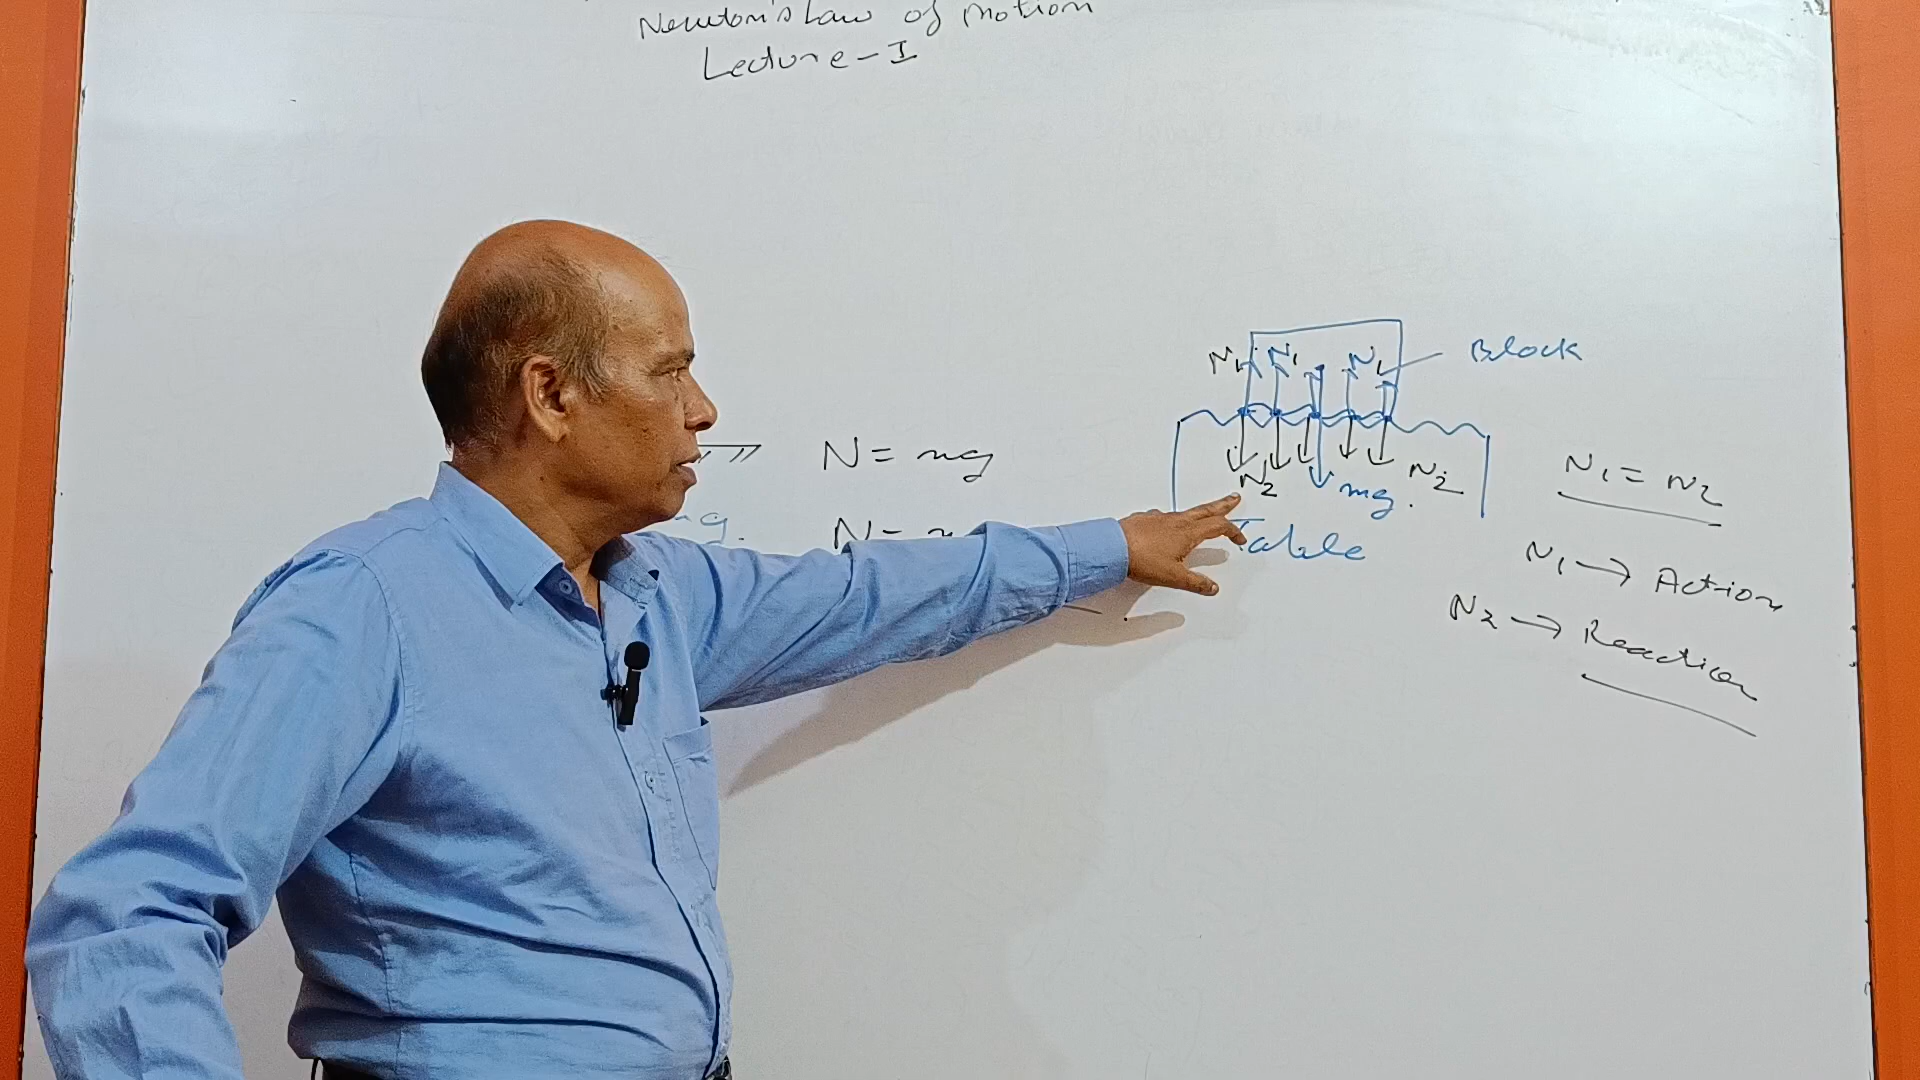 Newton's Law of Motion
Lecture - I
N₁ N₁ N₁ Block
N = mg
N₂ mg. N₂
N₁ = N₂
mg.
N =
Table
N₁ → Action
N₂ → Reaction